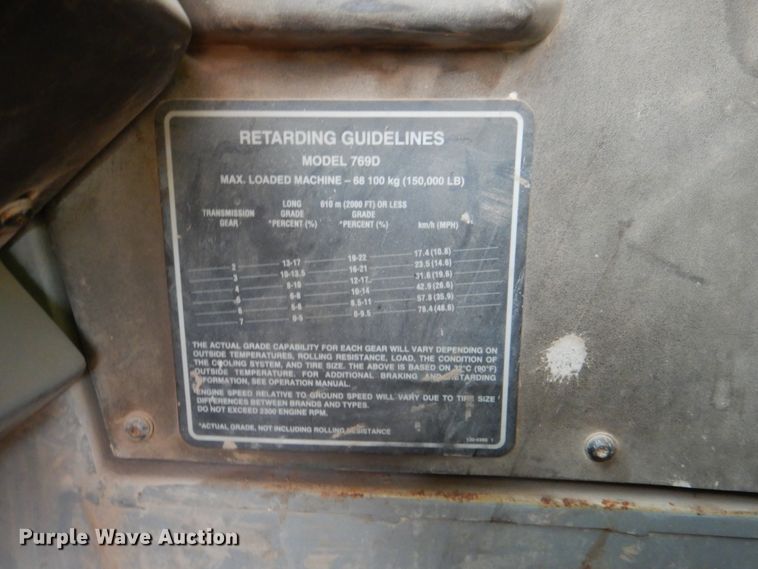 RETARDING GUIDELINES
MODEL 769D
MAX. LOADED MACHINE – 68 100 kg (150,000 LB)
TRANSMISSION GEAR LONG GRADE *PERCENT (%) 610 m (2000 FT) OR LESS GRADE *PERCENT (%) km/h (MPH)
2 13-17 19-22 17.4 (10.8)
3 10-13.5 16-21 23.5 (14.6)
4 8-10 12-17 31.6 (19.6)
5 6-8 10-14 42.9 (26.6)
6 5-6 8.5-11 57.8 (35.9)
7 0-5 0-9.5 78.4 (48.6)
THE ACTUAL GRADE CAPABILITY FOR EACH GEAR WILL VARY DEPENDING ON
OUTSIDE TEMPERATURES, ROLLING RESISTANCE, LOAD, THE CONDITION OF
THE COOLING SYSTEM, AND TIRE SIZE. THE ABOVE IS BASED ON 32°C (90°F)
OUTSIDE TEMPERATURE. FOR ADDITIONAL BRAKING AND RETARDING
INFORMATION, SEE OPERATION MANUAL.
ENGINE SPEED RELATIVE TO GROUND SPEED WILL VARY DUE TO TIRE SIZE
DIFFERENCES BETWEEN BRANDS AND TYPES.
DO NOT EXCEED 2300 ENGINE RPM.
*ACTUAL GRADE, NOT INCLUDING ROLLING RESISTANCE
Purple Wave Auction